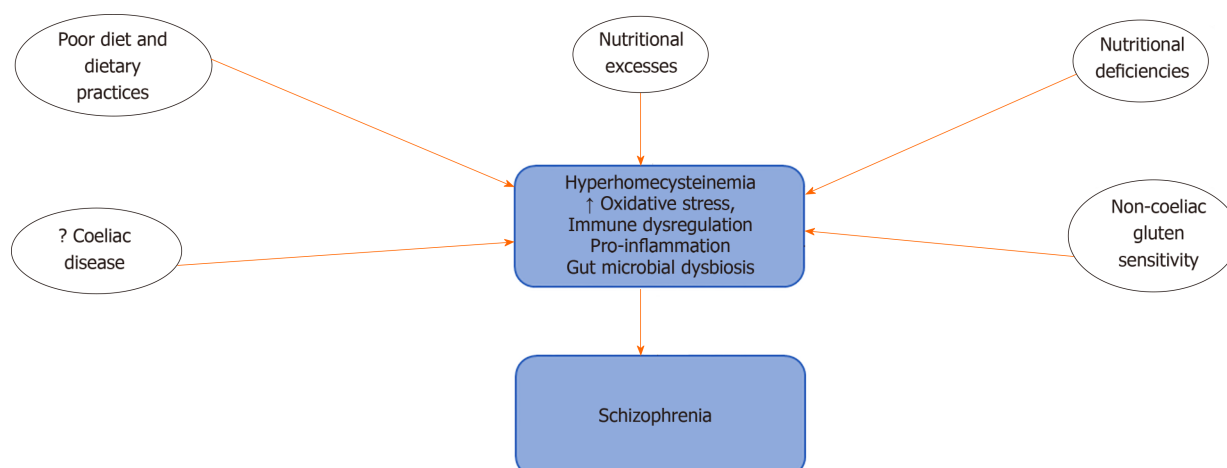 Poor diet and
dietary
practices
Nutritional
excesses
Nutritional
deficiencies
Hyperhomecysteinemia
↑ Oxidative stress,
Immune dysregulation
Pro-inflammation
Gut microbial dysbiosis
? Coeliac
disease
Non-coeliac
gluten
sensitivity
Schizophrenia